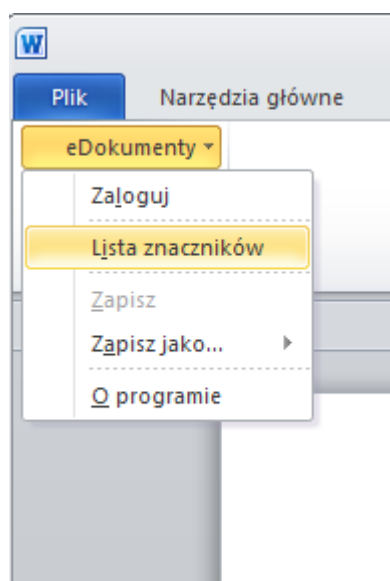 W
Plik Narzędzia główne
eDokumenty
Zaloguj
Lista znaczników
Zapisz
Zapisz jako...
O programie